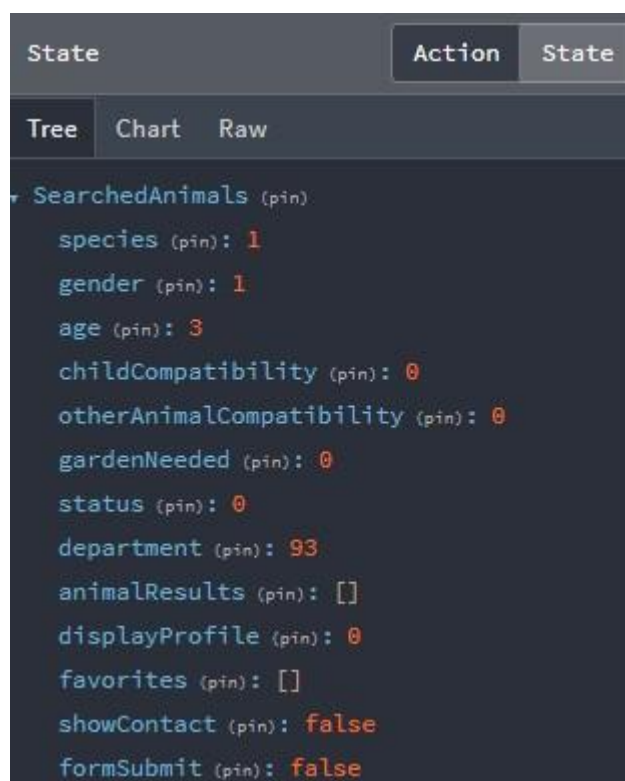 State Action State
Tree Chart Raw
SearchedAnimals (pin)
species (pin): 1
gender (pin): 1
age (pin): 3
childCompatibility (pin): 0
otherAnimalCompatibility (pin): 0
gardenNeeded (pin): 0
status (pin): 0
department (pin): 93
animalResults (pin): []
displayProfile (pin): 0
favorites (pin): []
showContact (pin): false
formSubmit (pin): false